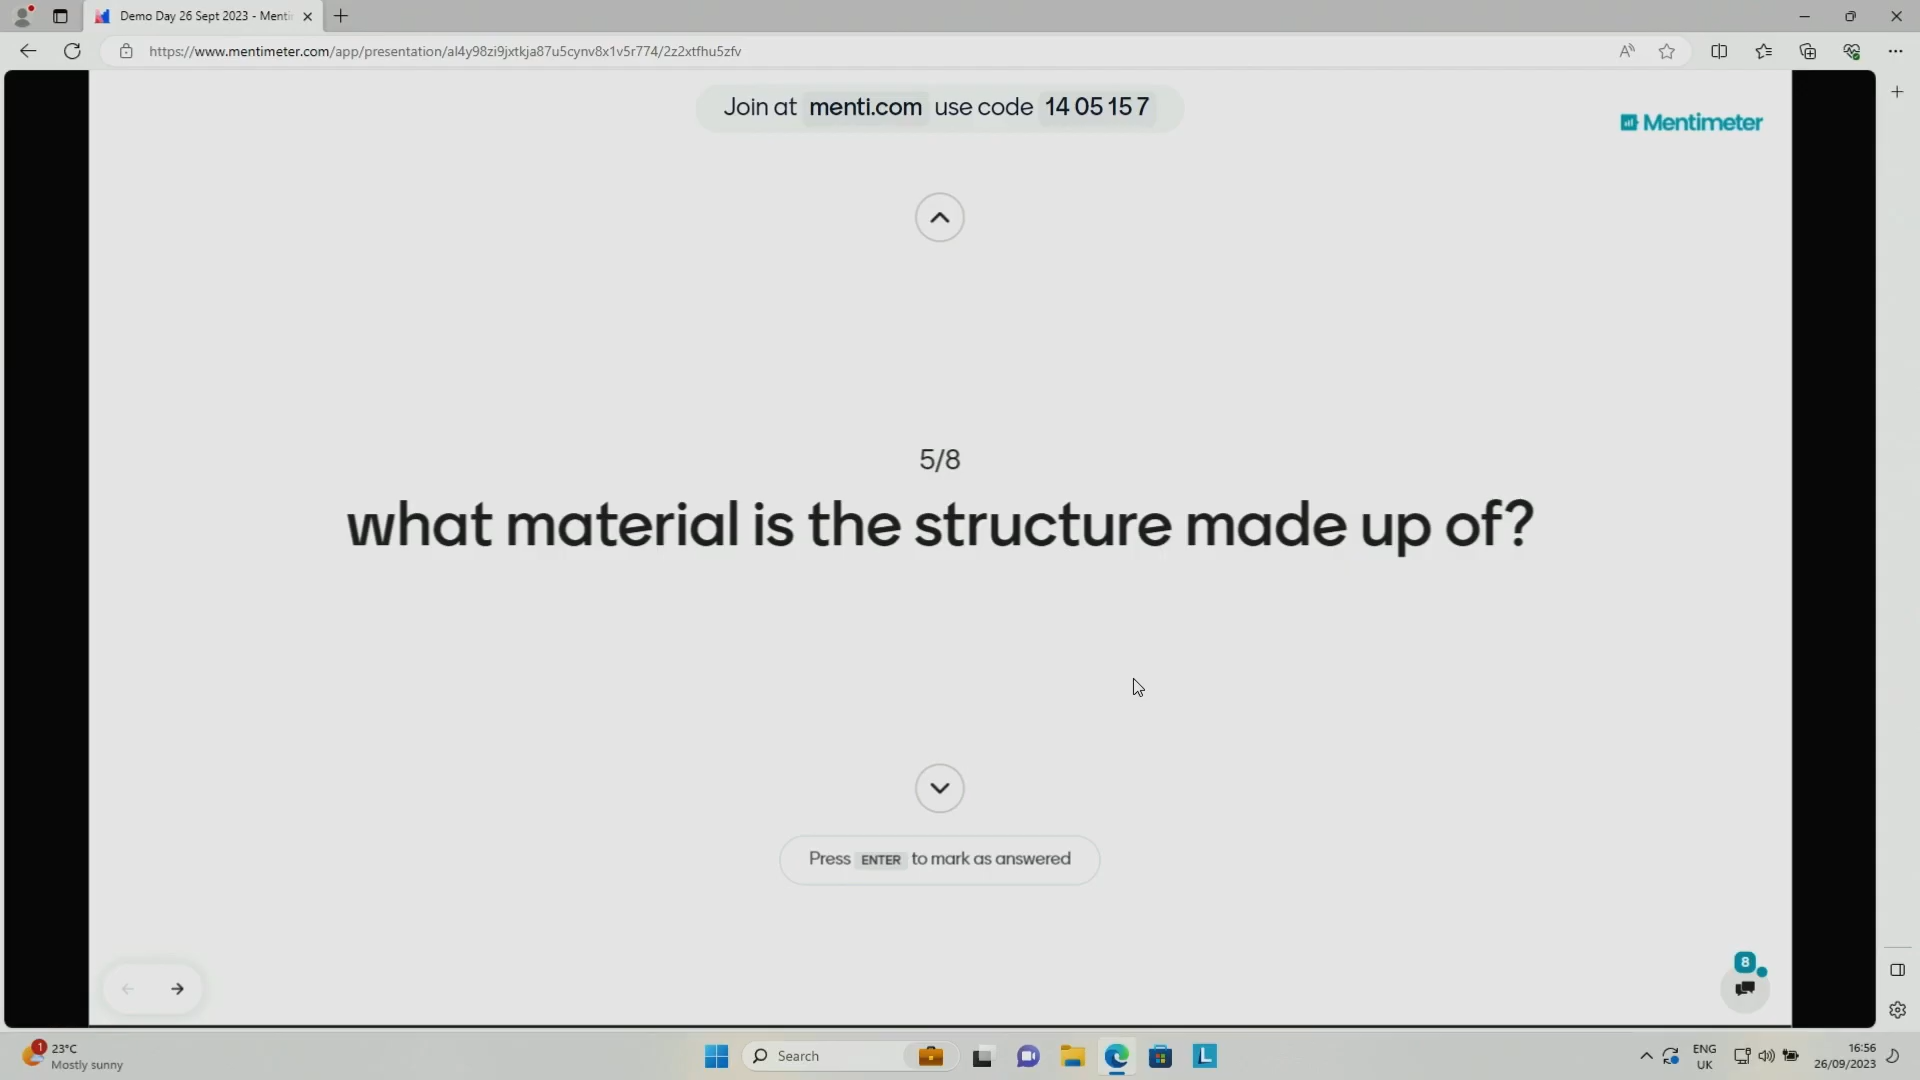 Demo Day 26 Sept 2023 - Menti
https://www.mentimeter.com/app/presentation/al4y98zi9jxtkja87u5cynv8x1v5r774/2z2xtfhu5zfv
Join at menti.com use code 14 05 15 7
Mentimeter
5/8
what material is the structure made up of?
Press ENTER to mark as answered
8
1
23°C
Mostly sunny
Search
L
ENG
UK
16:56
26/09/2023